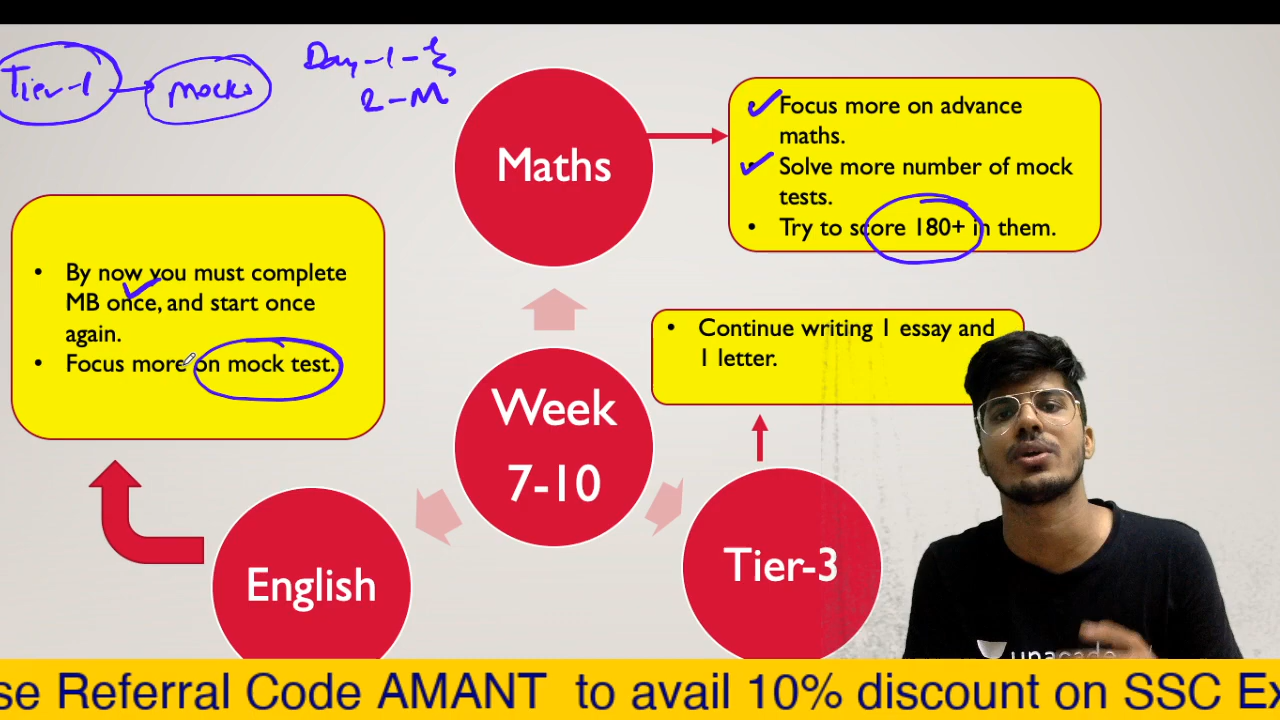 Tier-1 → mocks
Day-1-E
2-M
Maths
Focus more on advance
maths.
Solve more number of mock
tests.
• Try to score 180+ in them.
• By now you must complete
MB once, and start once
again.
• Focus more on mock test.
• Continue writing 1 essay and
1 letter.
Week
7-10
English
Tier-3
unacade
se Referral Code AMANT to avail 10% discount on SSC Ex